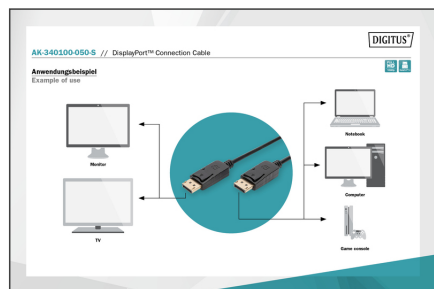 DIGITUS®
AK-340100-050-S // DisplayPort™ Connection Cable
Anwendungsbeispiel
Example of use
Monitor
TV
Notebook
Computer
Game console